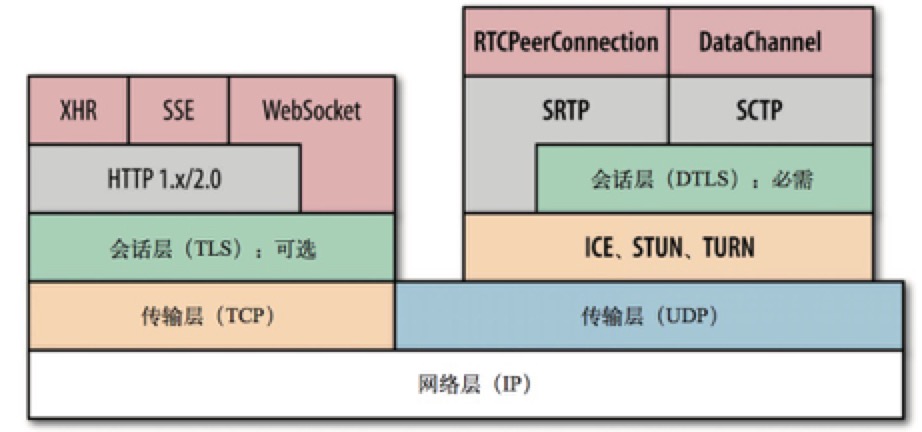 RTCPeerConnection DataChannel
XHR SSE WebSocket SRTP SCTP
HTTP 1.x/2.0 会话层（DTLS）：必需
会话层（TLS）：可选 ICE、STUN、TURN
传输层（TCP） 传输层（UDP）
网络层（IP）